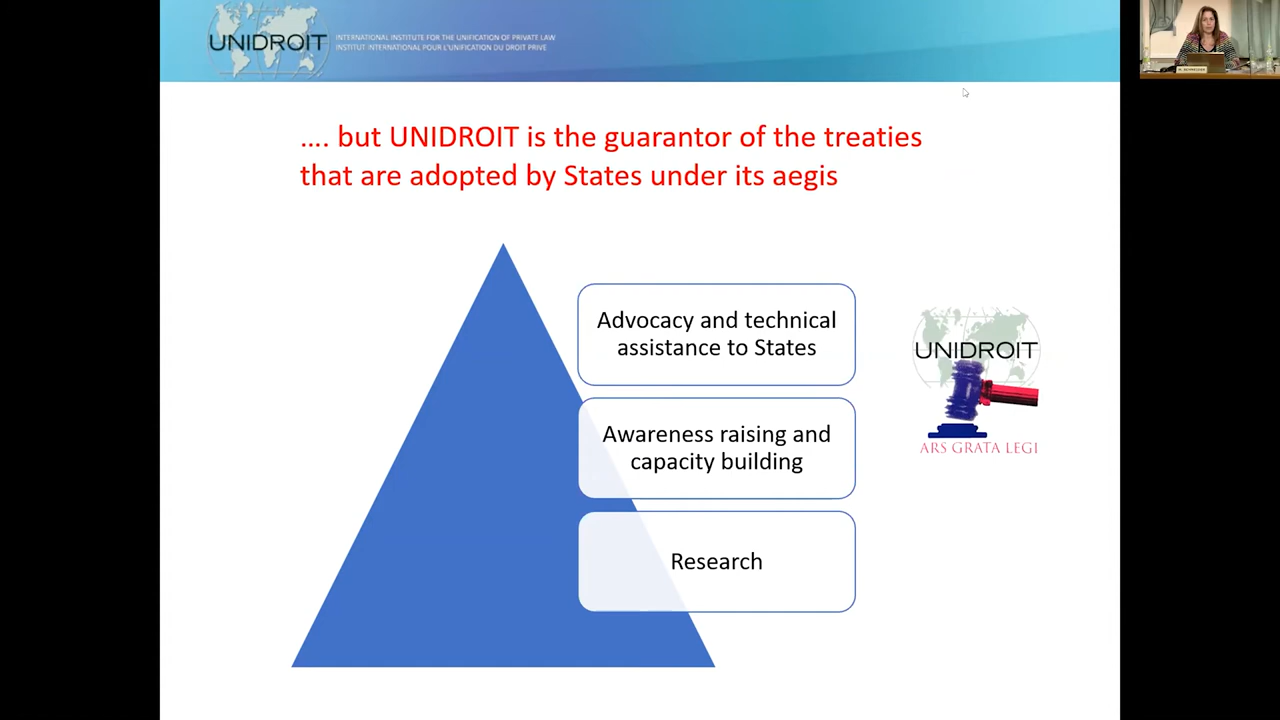 UNIDROIT
INTERNATIONAL INSTITUTE FOR THE UNIFICATION OF PRIVATE LAW
INSTITUT INTERNATIONAL POUR L'UNIFICATION DU DROIT PRIVE
.... but UNIDROIT is the guarantor of the treaties
that are adopted by States under its aegis
Advocacy and technical
assistance to States
Awareness raising and
capacity building
Research
UNIDROIT
ARS GRATA LEGI